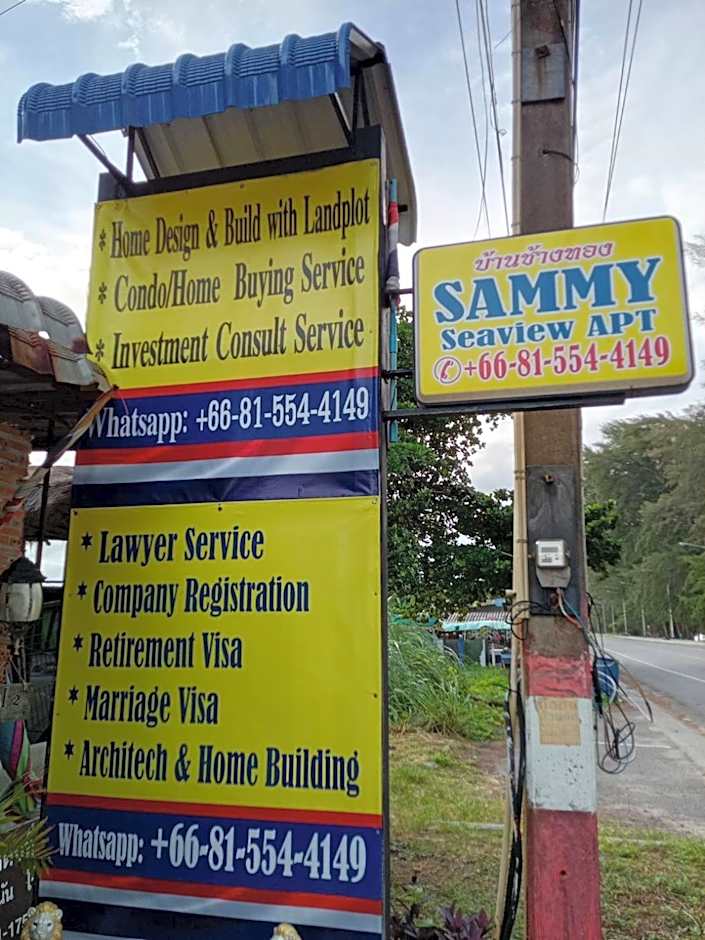 * Home Design & Build with Landplot
* Condo/Home Buying Service
* Investment Consult Service
Whatsapp: +66-81-554-4149
* Lawyer Service
* Company Registration
* Retirement Visa
* Marriage Visa
* Architech & Home Building
Whatsapp: +66-81-554-4149
บ้านช้างทอง
SAMMY
Seaview APT
+66-81-554-4149